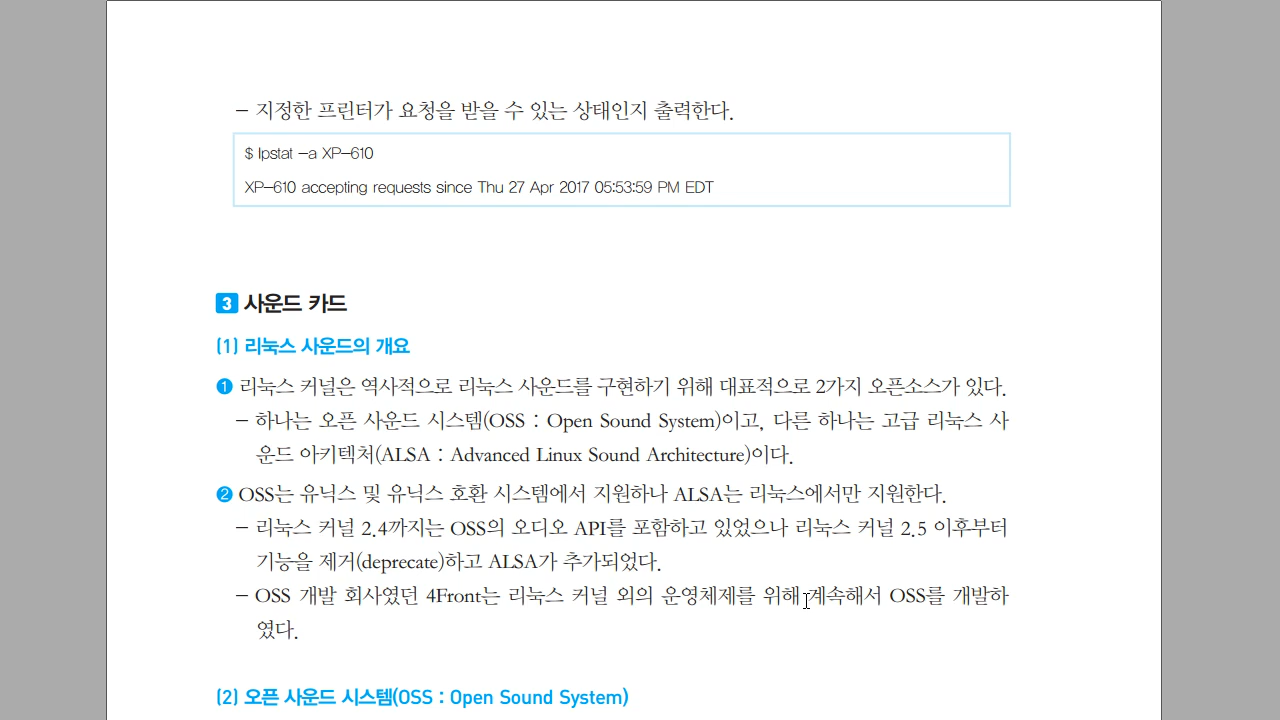 – 지정한 프린터가 요청을 받을 수 있는 상태인지 출력한다.
$ lpstat –a XP–610
XP–610 accepting requests since Thu 27 Apr 2017 05:53:59 PM EDT
3 사운드 카드
(1) 리눅스 사운드의 개요
❶ 리눅스 커널은 역사적으로 리눅스 사운드를 구현하기 위해 대표적으로 2가지 오픈소스가 있다.
– 하나는 오픈 사운드 시스템(OSS : Open Sound System)이고, 다른 하나는 고급 리눅스 사
운드 아키텍처(ALSA : Advanced Linux Sound Architecture)이다.
❷ OSS는 유닉스 및 유닉스 호환 시스템에서 지원하나 ALSA는 리눅스에서만 지원한다.
– 리눅스 커널 2.4까지는 OSS의 오디오 API를 포함하고 있었으나 리눅스 커널 2.5 이후부터
기능을 제거(deprecate)하고 ALSA가 추가되었다.
– OSS 개발 회사였던 4Front는 리눅스 커널 외의 운영체제를 위해 계속해서 OSS를 개발하
였다.
(2) 오픈 사운드 시스템(OSS : Open Sound System)